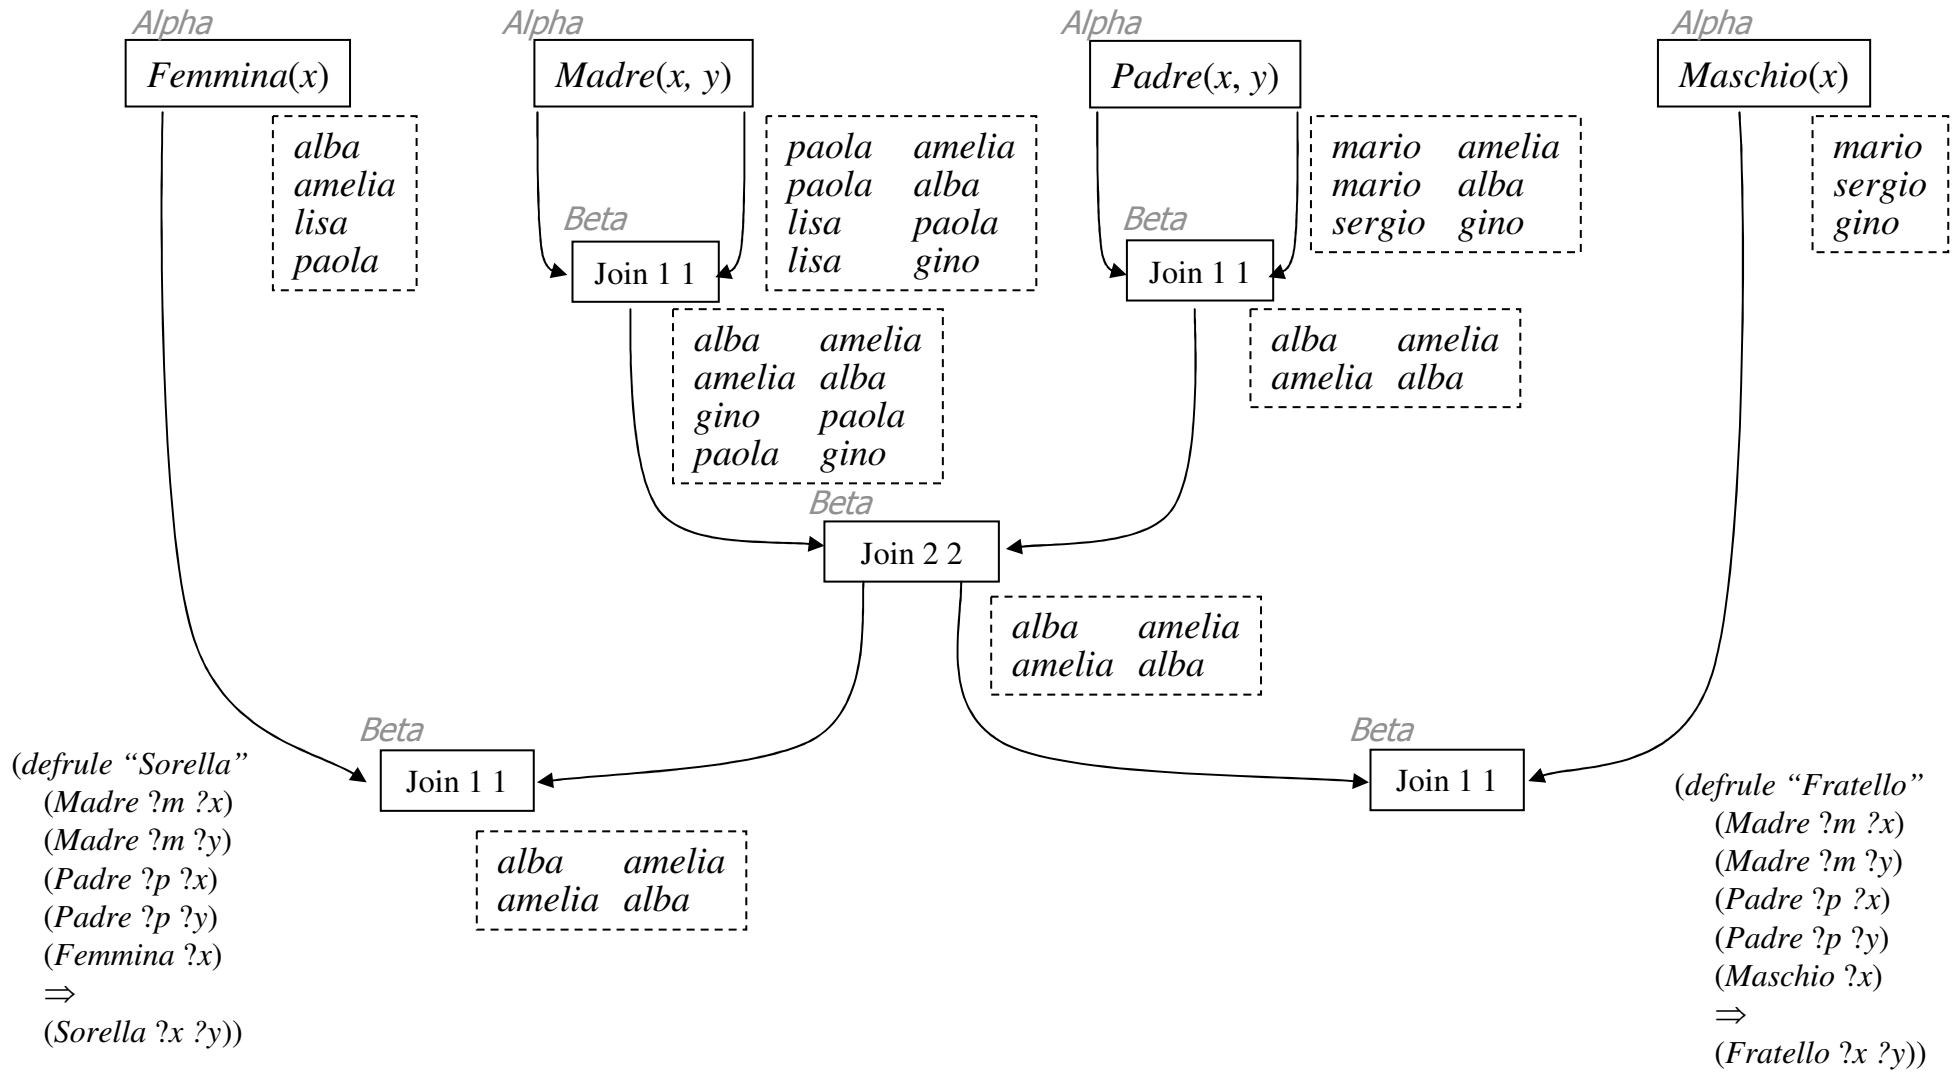 Alpha
Alpha
Alpha
Alpha
Femmina(x)
Madre(x, y)
Padre(x, y)
Maschio(x)
alba
amelia
lisa
paola
paola amelia
paola alba
lisa paola
lisa gino
mario amelia
mario alba
sergio gino
mario
sergio
gino
Beta
Join 1 1
Beta
Join 1 1
alba amelia
amelia alba
gino paola
paola gino
alba amelia
amelia alba
Beta
Join 2 2
alba amelia
amelia alba
Beta
Join 1 1
Beta
Join 1 1
alba amelia
amelia alba
(defrule “Sorella”
(Madre ?m ?x)
(Madre ?m ?y)
(Padre ?p ?x)
(Padre ?p ?y)
(Femmina ?x)
⇒
(Sorella ?x ?y))
(defrule “Fratello”
(Madre ?m ?x)
(Madre ?m ?y)
(Padre ?p ?x)
(Padre ?p ?y)
(Maschio ?x)
⇒
(Fratello ?x ?y))